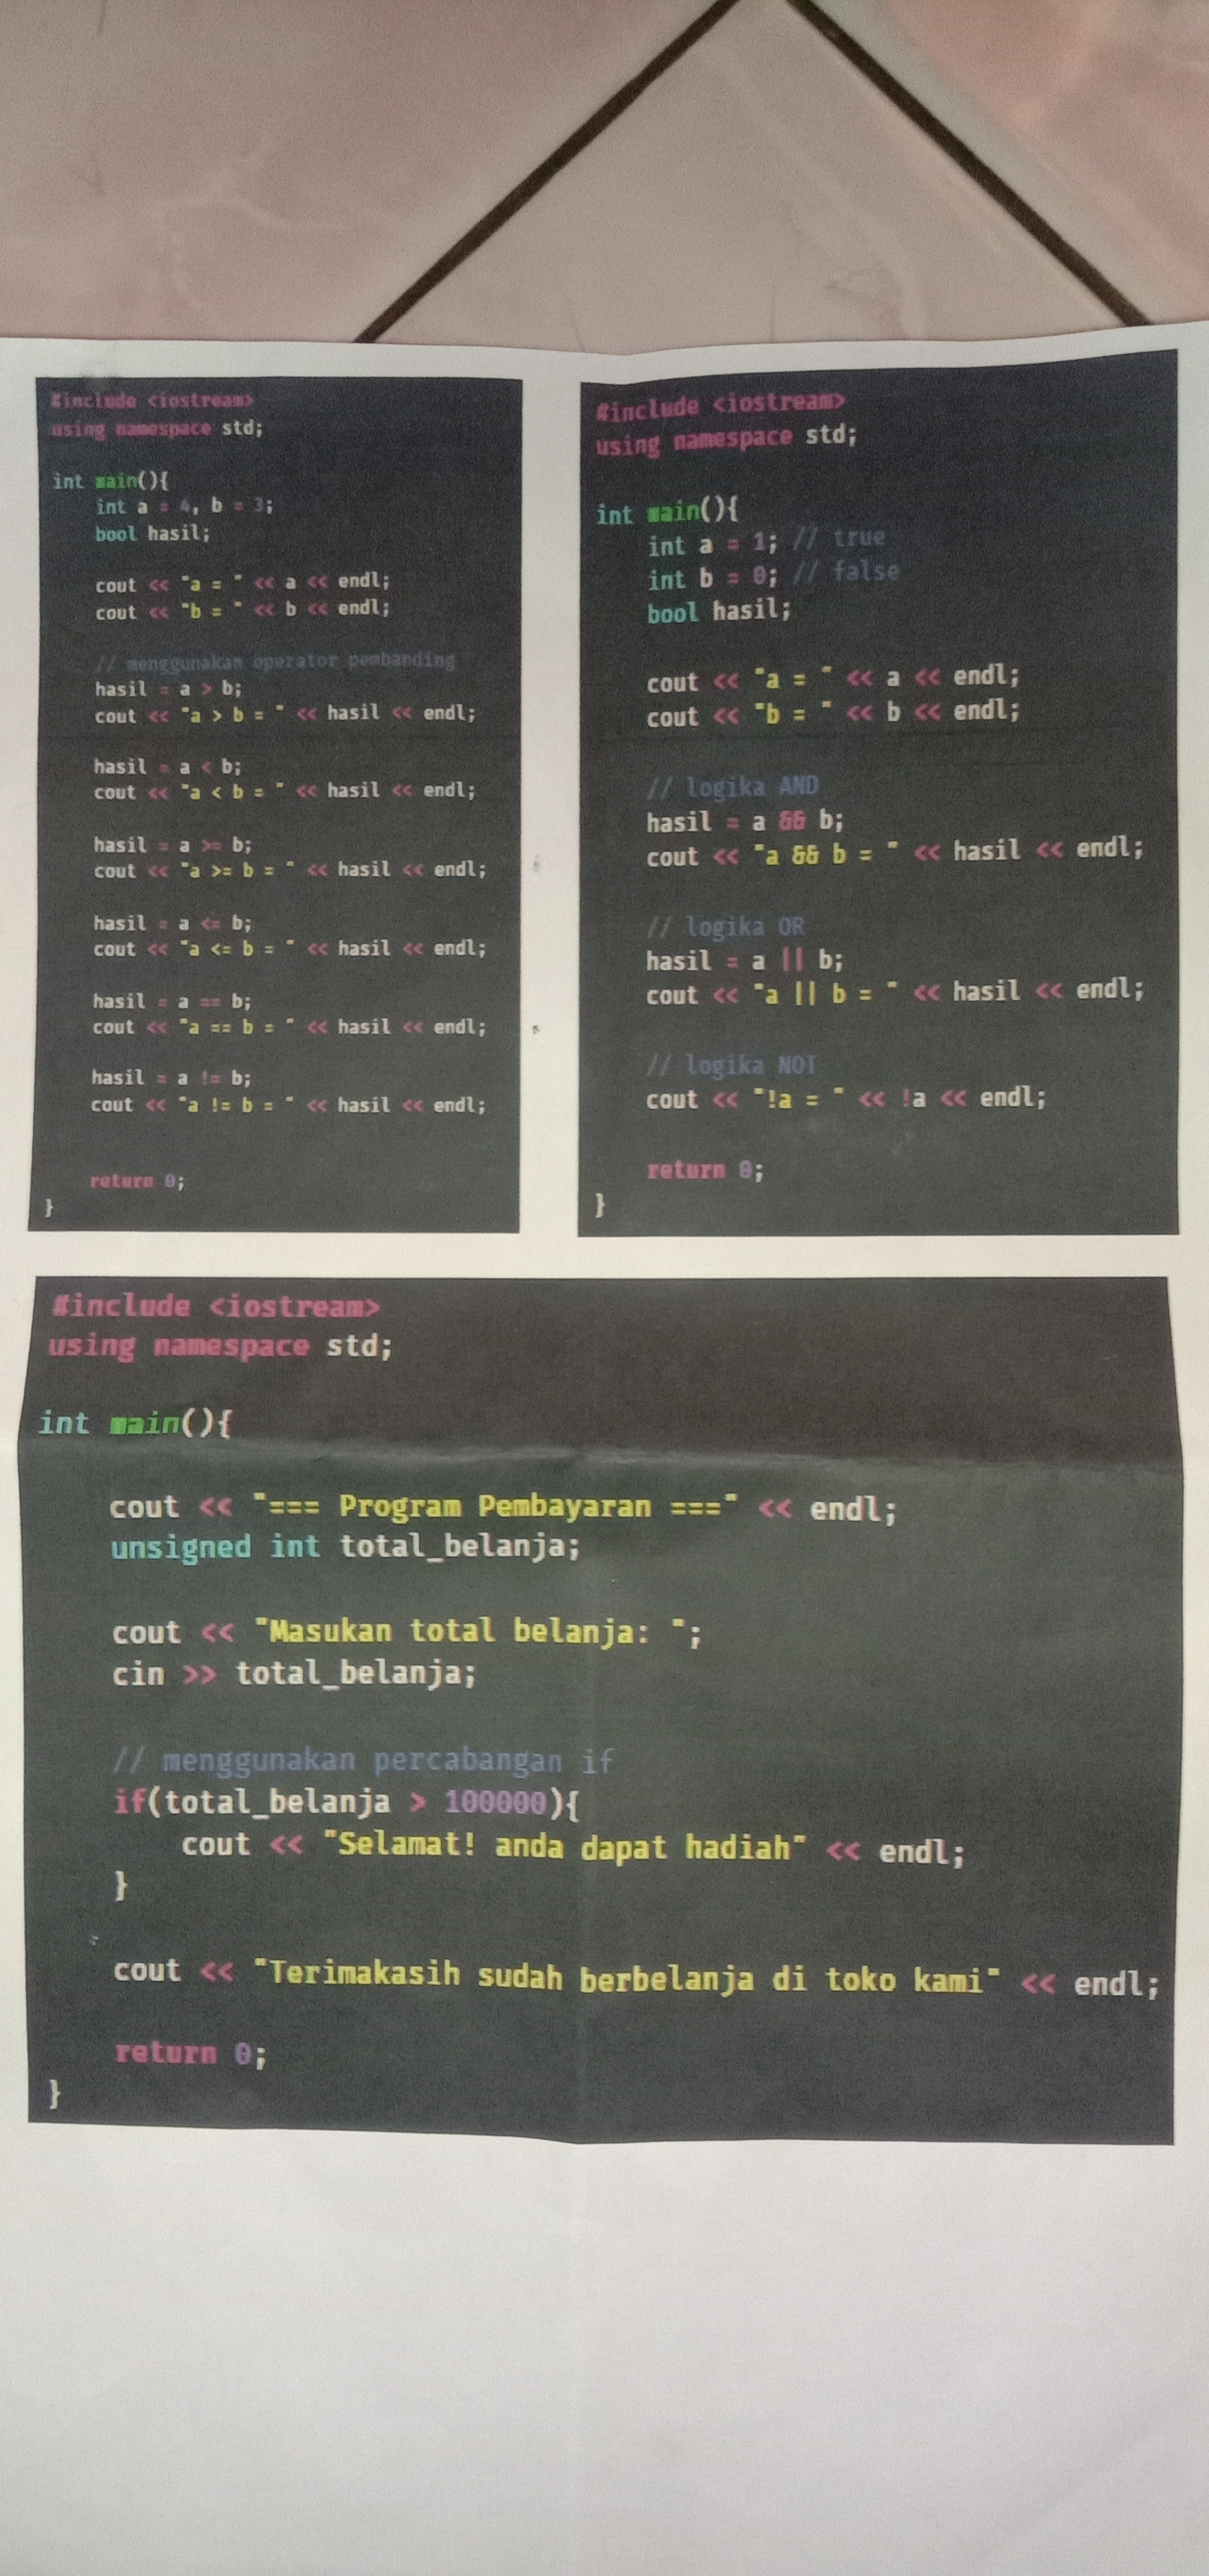 #include <iostream>
using namespace std;
int main(){
int a = 4, b = 3;
bool hasil;
cout << "a = " << a << endl;
cout << "b = " << b << endl;
// menggunakan operator pembanding
hasil = a > b;
cout << "a > b = " << hasil << endl;
hasil = a < b;
cout << "a < b = " << hasil << endl;
hasil = a >= b;
cout << "a >= b = " << hasil << endl;
hasil = a <= b;
cout << "a <= b = " << hasil << endl;
hasil = a == b;
cout << "a == b = " << hasil << endl;
hasil = a != b;
cout << "a != b = " << hasil << endl;
return 0;
}
#include <iostream>
using namespace std;
int main(){
int a = 1; // true
int b = 0; // false
bool hasil;
cout << "a = " << a << endl;
cout << "b = " << b << endl;
// logika AND
hasil = a && b;
cout << "a && b = " << hasil << endl;
// logika OR
hasil = a || b;
cout << "a || b = " << hasil << endl;
// logika NOT
cout << "!a = " << !a << endl;
return 0;
}
#include <iostream>
using namespace std;
int main(){
cout << "=== Program Pembayaran ===" << endl;
unsigned int total_belanja;
cout << "Masukan total belanja: ";
cin >> total_belanja;
// menggunakan percabangan if
if(total_belanja > 100000){
cout << "Selamat! anda dapat hadiah" << endl;
}
cout << "Terimakasih sudah berbelanja di toko kami" << endl;
return 0;
}